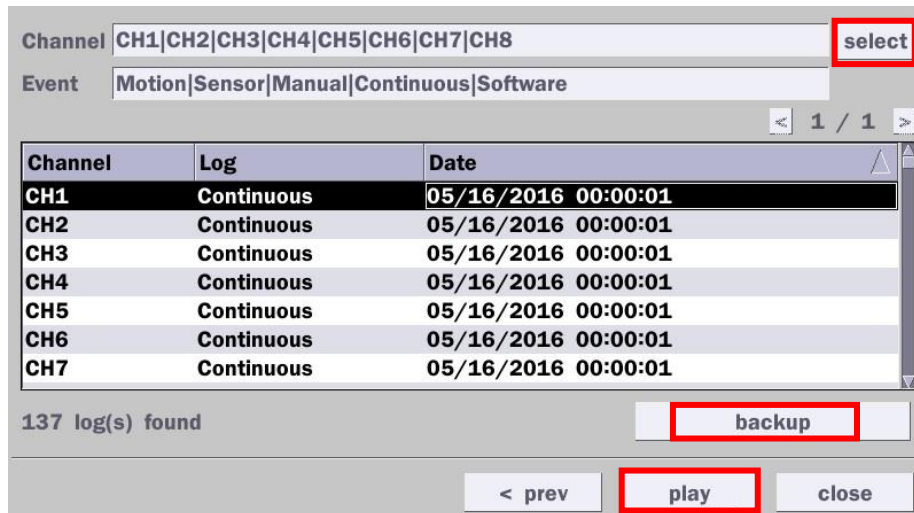 Channel CH1|CH2|CH3|CH4|CH5|CH6|CH7|CH8 select
Event Motion|Sensor|Manual|Continuous|Software
< 1 / 1 >
Channel Log Date
CH1 Continuous 05/16/2016 00:00:01
CH2 Continuous 05/16/2016 00:00:01
CH3 Continuous 05/16/2016 00:00:01
CH4 Continuous 05/16/2016 00:00:01
CH5 Continuous 05/16/2016 00:00:01
CH6 Continuous 05/16/2016 00:00:01
CH7 Continuous 05/16/2016 00:00:01
137 log(s) found backup
< prev play close